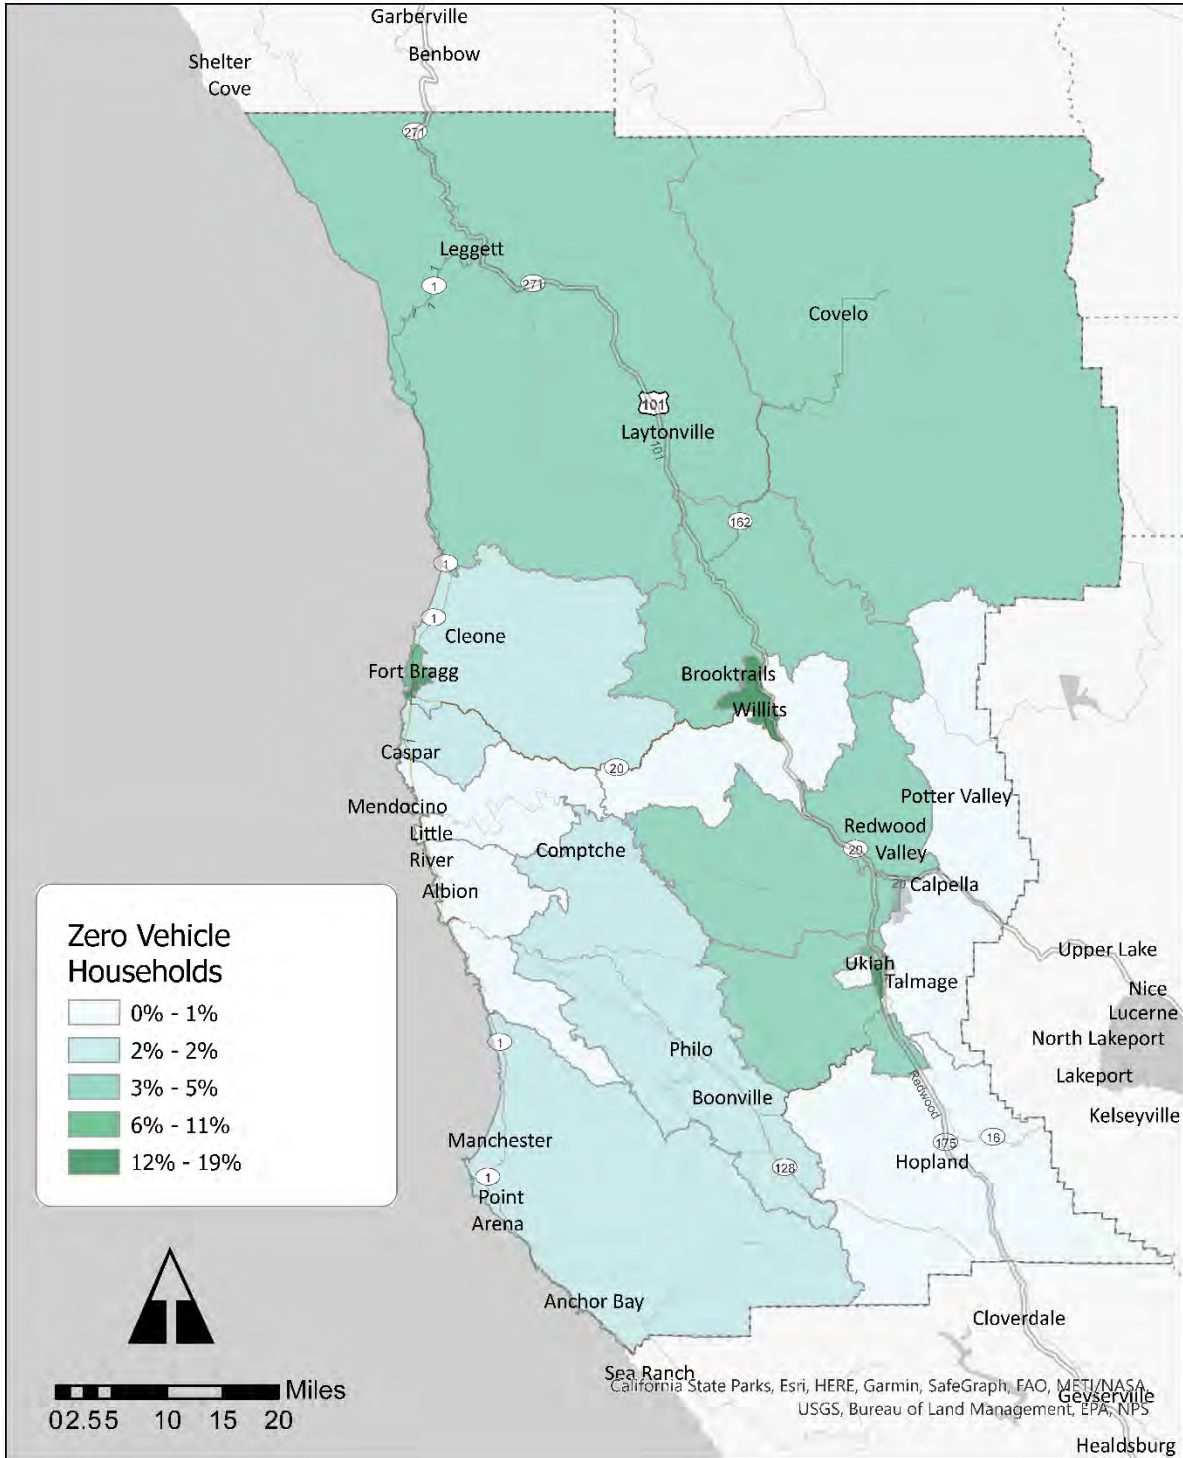 Garberville
Benbow
Shelter
Cove
271
Leggett
1
1
271
1
Covelo
101
Laytonville
101
162
1
1
Cleone
Fort Bragg
Brooktrails
Willits
Caspar
20
Mendocino
Potter Valley
Little
River
Redwood
Valley
Comptche
20
Albion
20
Calpella
Zero Vehicle
Households
0% - 1%
2% - 2%
3% - 5%
6% - 11%
12% - 19%
Upper Lake
Ukiah
Talmage
Nice
Lucerne
North Lakeport
1
Philo
Lakeport
Boonville
Redwood
Kelseyville
Manchester
175
16
Hopland
128
1
Point
Arena
Anchor Bay
Cloverdale
Sea Ranch
Miles
02.55 10 15 20
California State Parks, Esri, HERE, Garmin, SafeGraph, FAO, METI/NASA,
USGS, Bureau of Land Management, EPA, NPS
Geyserville
Healdsburg